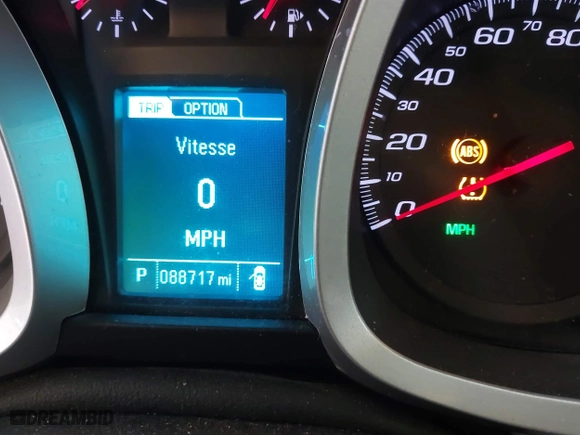 TRIP OPTION
Vitesse
0
MPH
P 088717 mi
0
10
20
30
40
50
60
70
80
ABS
MPH
DREAMBID